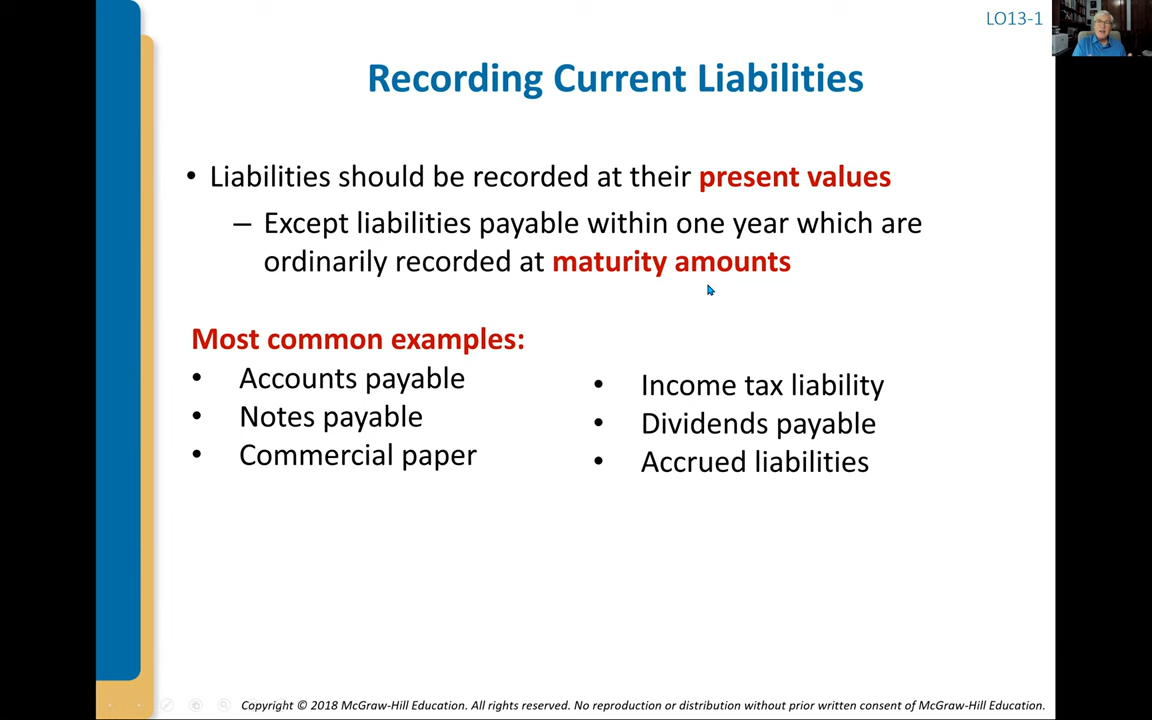 LO13-1
Recording Current Liabilities
• Liabilities should be recorded at their present values
– Except liabilities payable within one year which are
ordinarily recorded at maturity amounts
Most common examples:
• Accounts payable
• Notes payable
• Commercial paper
• Income tax liability
• Dividends payable
• Accrued liabilities
Copyright © 2018 McGraw-Hill Education. All rights reserved. No reproduction or distribution without prior written consent of McGraw-Hill Education.